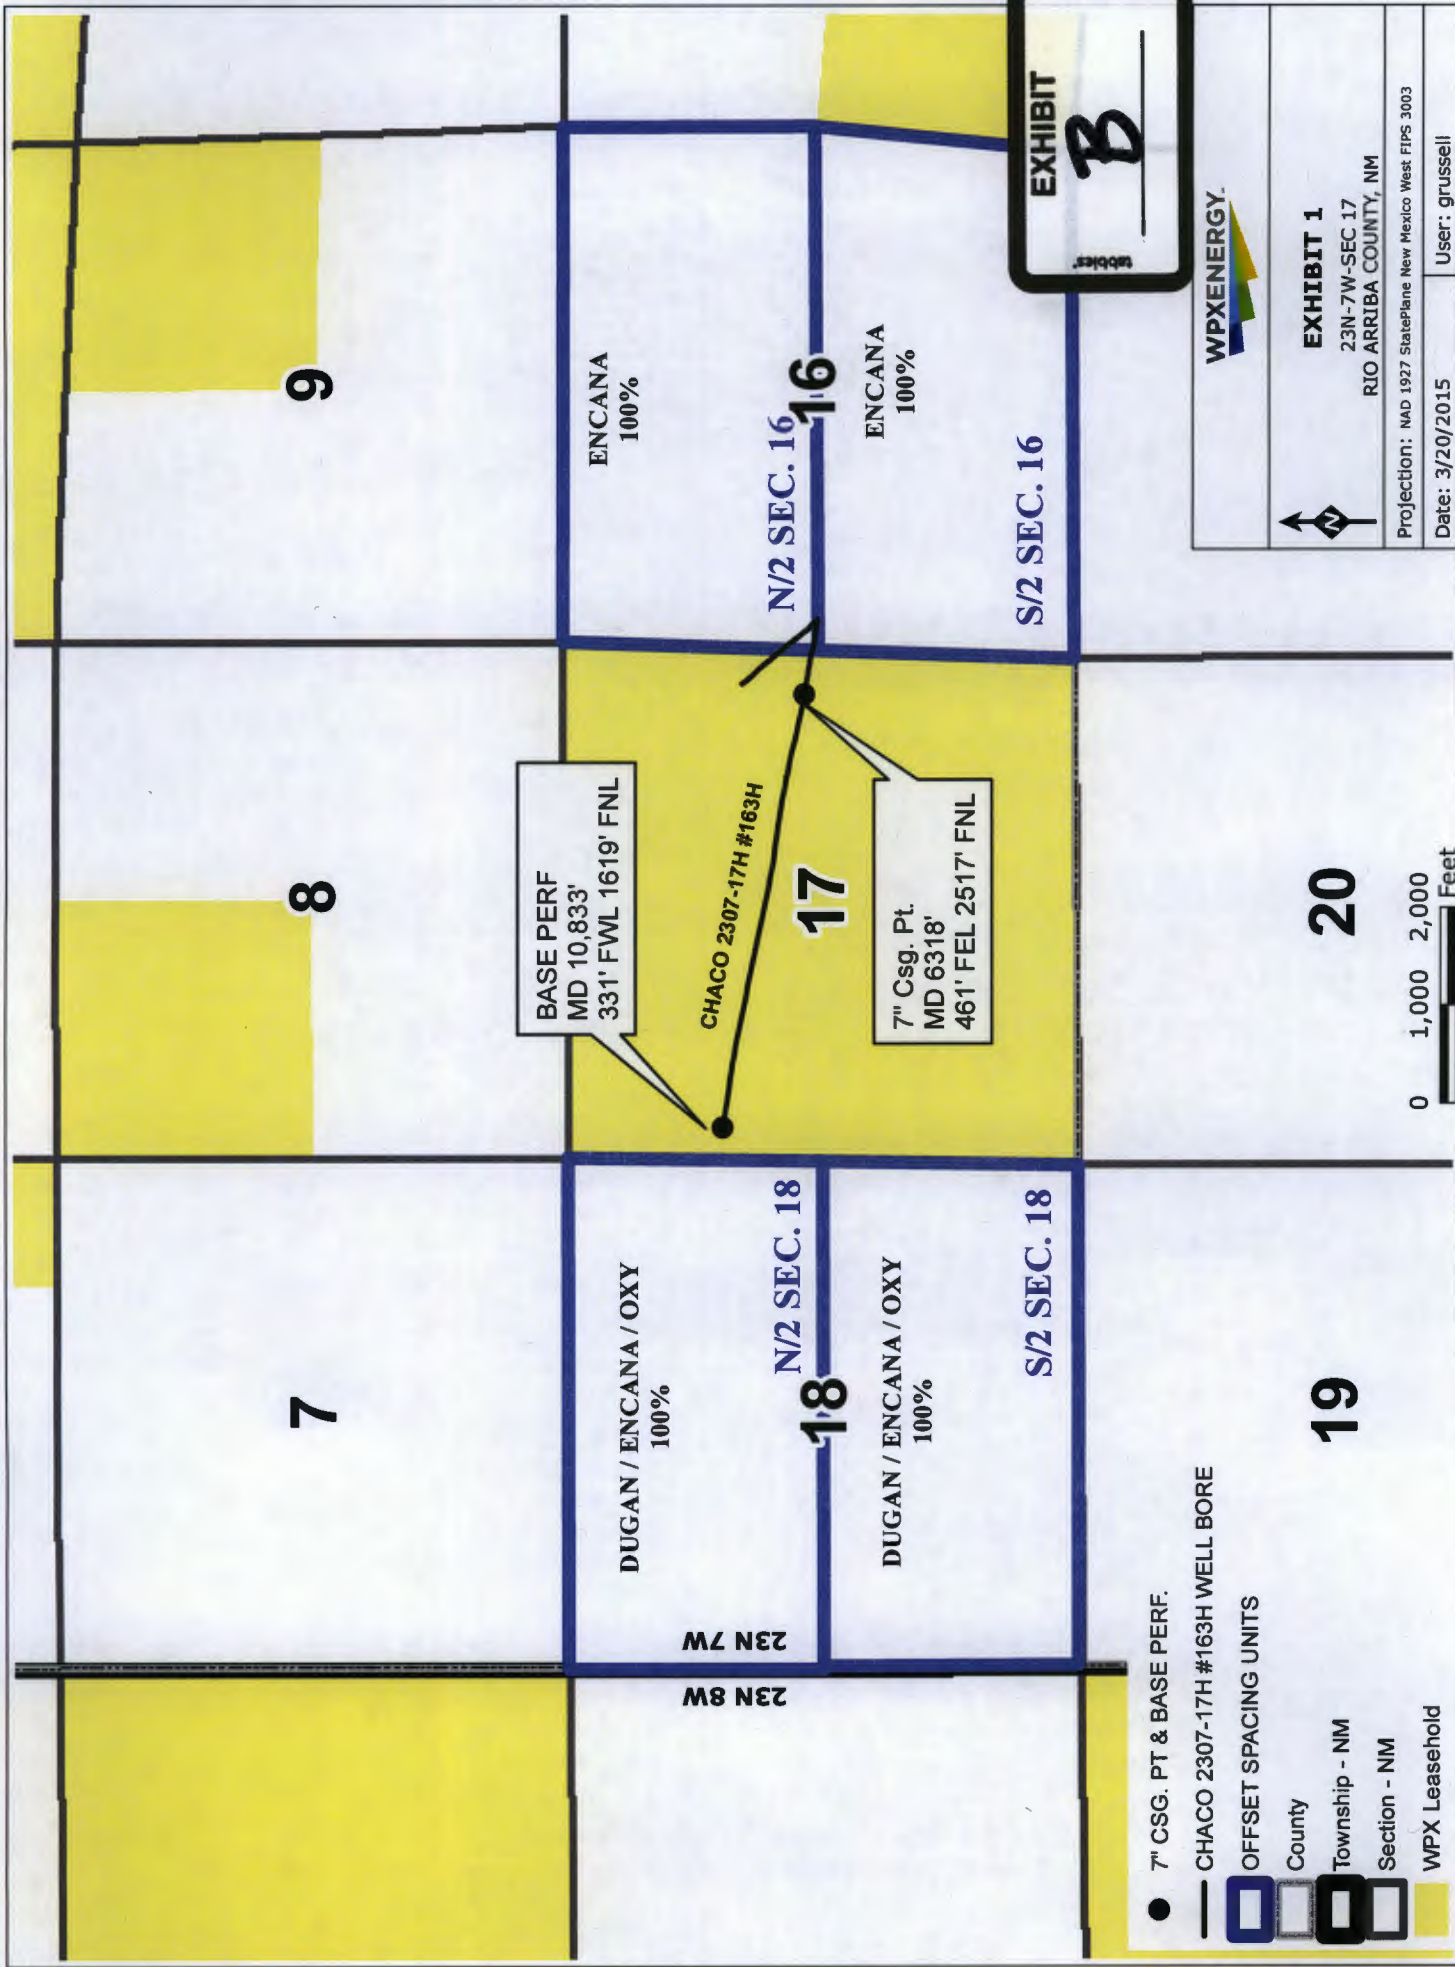 7
8
9
BASE PERF
MD 10,833'
331' FWL 1619' FNL
CHACO 2307-17H #163H
17
7" Csg. Pt.
MD 6318'
461' FEL 2517' FNL
23N 8W
23N 7W
DUGAN / ENCANA / OXY
100%
N/2 SEC. 18
18
DUGAN / ENCANA / OXY
100%
S/2 SEC. 18
ENCANA
100%
N/2 SEC. 16
16
ENCANA
100%
S/2 SEC. 16
19
20
EXHIBIT
B
tabbies'
7" CSG. PT & BASE PERF.
CHACO 2307-17H #163H WELL BORE
OFFSET SPACING UNITS
County
Township - NM
Section - NM
WPX Leasehold
0 1,000 2,000
Feet
WPXENERGY.
N
EXHIBIT 1
23N-7W-SEC 17
RIO ARRIBA COUNTY, NM
Projection: NAD 1927 StatePlane New Mexico West FIPS 3003
Date: 3/20/2015
User: grussell